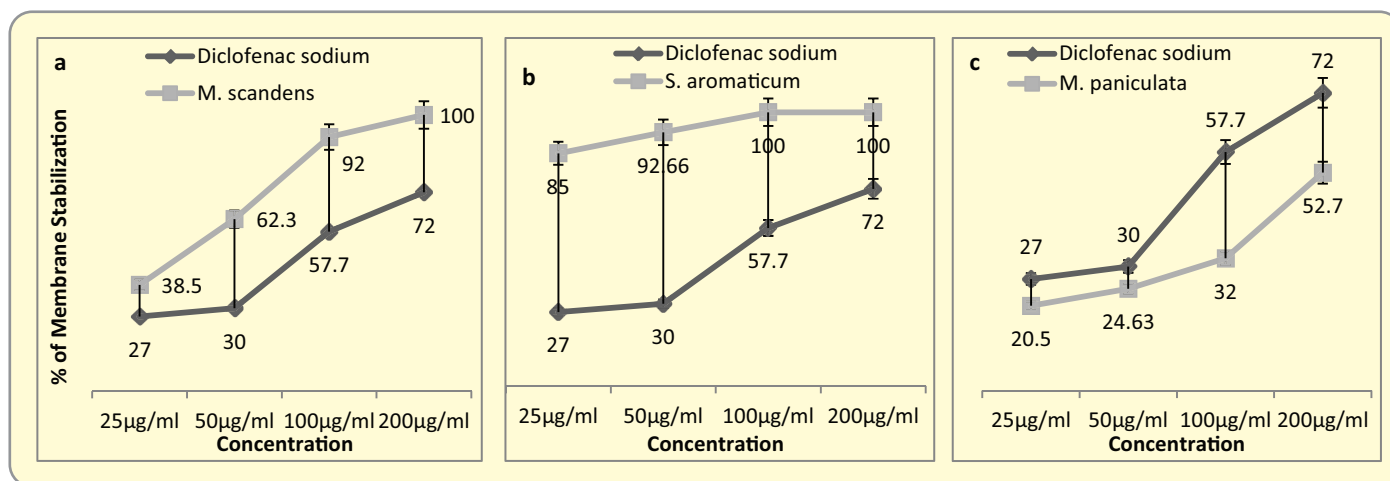 a
Diclofenac sodium
M. scandens
% of Membrane Stabilization
100
92
62.3
72
57.7
38.5
27
30
25µg/ml 50µg/ml 100µg/ml 200µg/ml
Concentration
b
Diclofenac sodium
S. aromaticum
85
92.66
100
100
72
57.7
27
30
25µg/ml 50µg/ml 100µg/ml 200µg/ml
Concentration
c
Diclofenac sodium
M. paniculata
72
57.7
52.7
27
30
32
20.5
24.63
25µg/ml 50µg/ml 100µg/ml 200µg/ml
Concentration